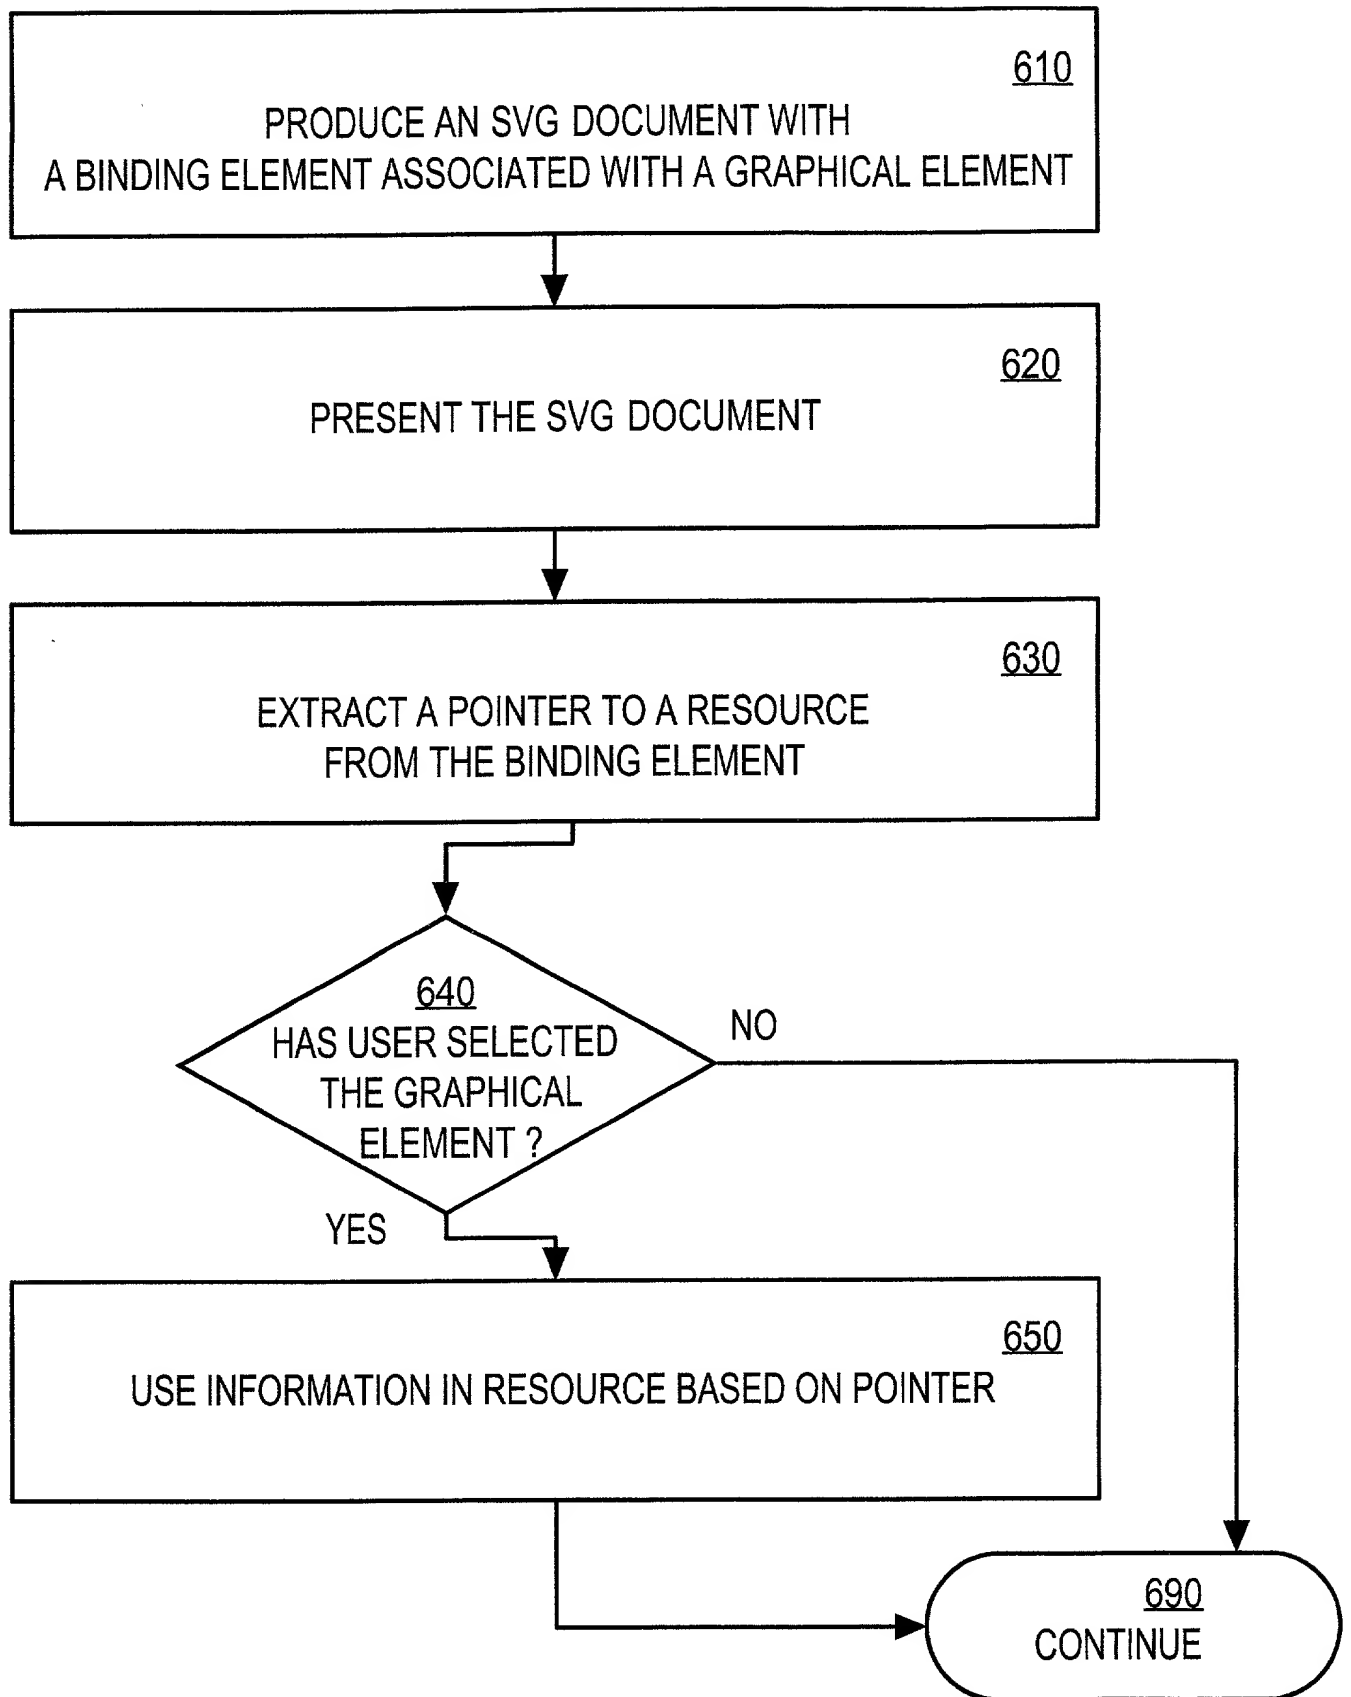 610
PRODUCE AN SVG DOCUMENT WITH
A BINDING ELEMENT ASSOCIATED WITH A GRAPHICAL ELEMENT
620
PRESENT THE SVG DOCUMENT
630
EXTRACT A POINTER TO A RESOURCE
FROM THE BINDING ELEMENT
640
HAS USER SELECTED
THE GRAPHICAL
ELEMENT ?
NO
YES
650
USE INFORMATION IN RESOURCE BASED ON POINTER
690
CONTINUE